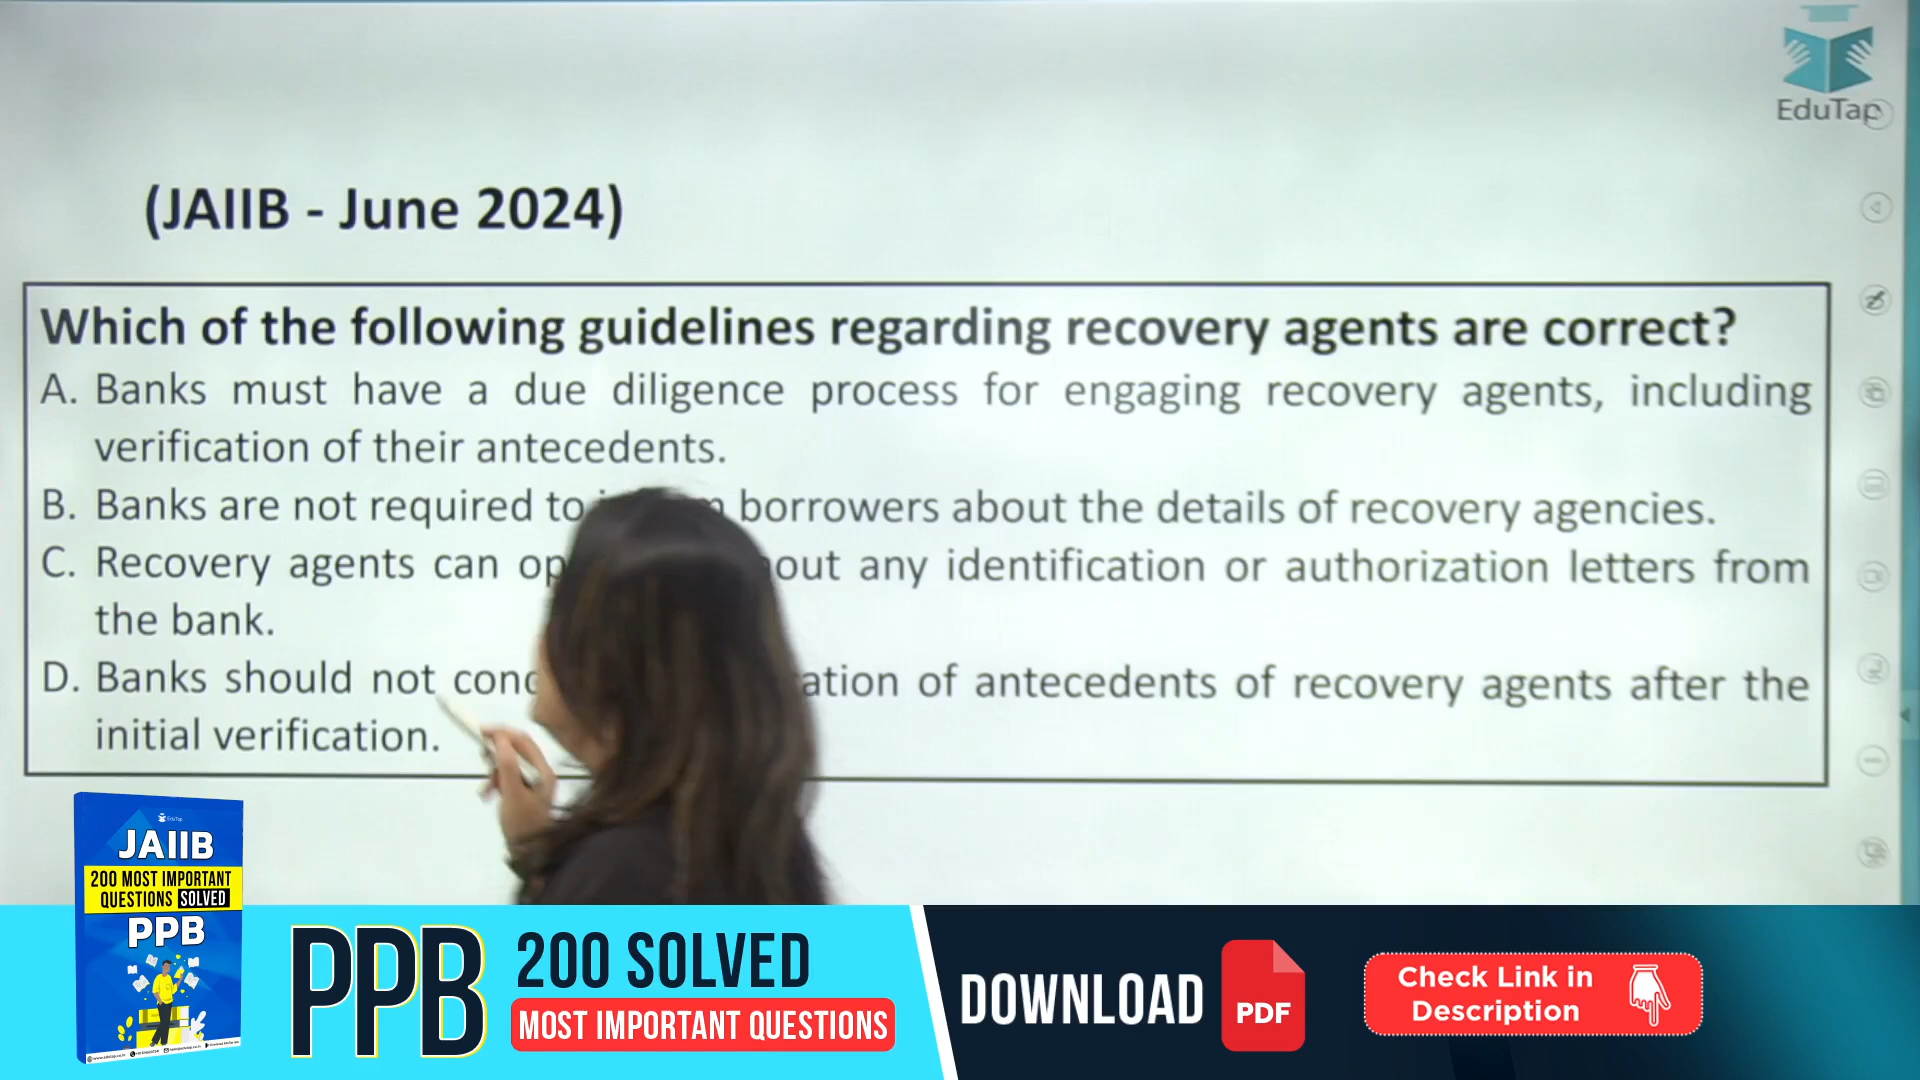 EduTap
(JAIIB - June 2024)
Which of the following guidelines regarding recovery agents are correct?
A. Banks must have a due diligence process for engaging recovery agents, including
verification of their antecedents.
B. Banks are not required to borrowers about the details of recovery agencies.
C. Recovery agents can any identification or authorization letters from
the bank.
D. Banks should not of antecedents of recovery agents after the
initial verification.
EduTap
JAIIB
200 MOST IMPORTANT
QUESTIONS SOLVED
PPB
PPB
200 SOLVED
MOST IMPORTANT QUESTIONS
DOWNLOAD
PDF
Check Link in
Description